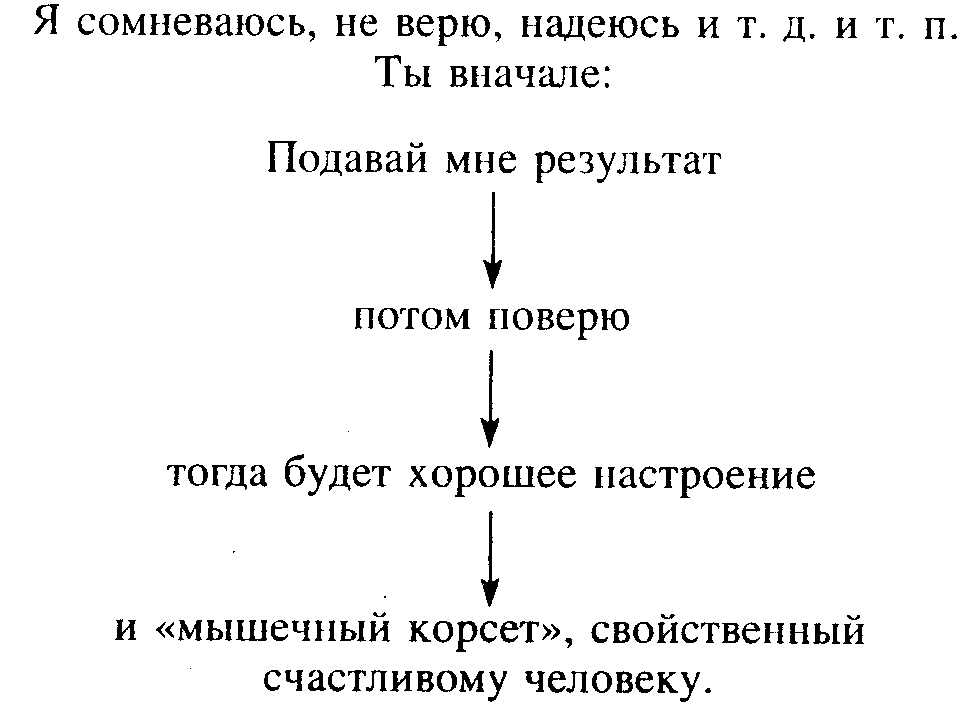 Я сомневаюсь, не верю, надеюсь и т. д. и т. п.
Ты вначале:
Подавай мне результат
потом поверю
тогда будет хорошее настроение
и «мышечный корсет», свойственный
счастливому человеку.